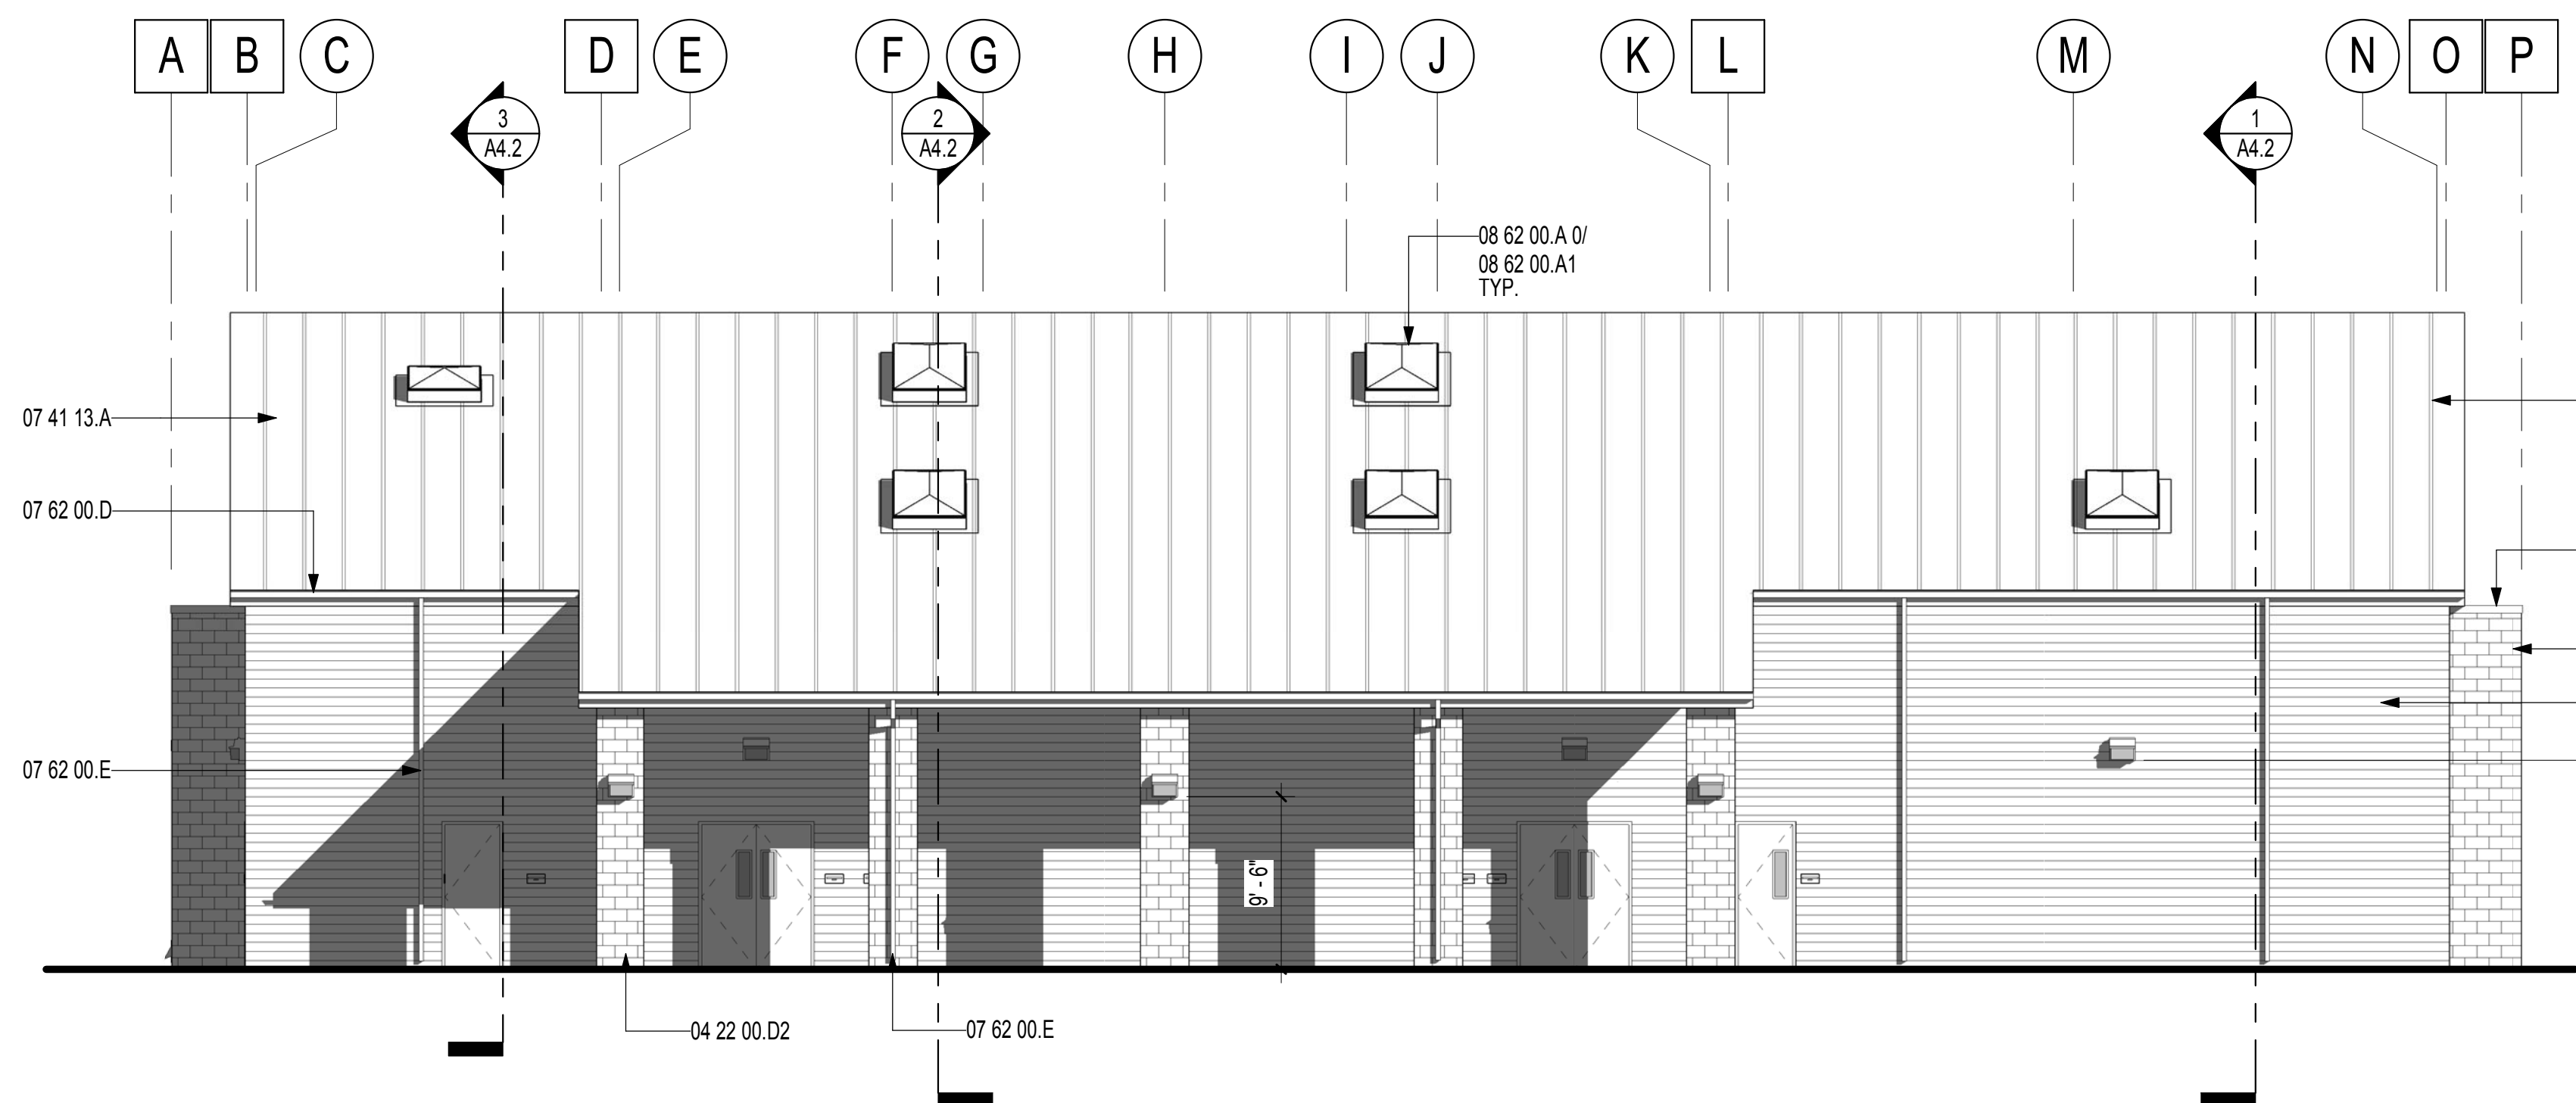 A B C D E F G H I J K L M N O P
3
A4.2
2
A4.2
1
A4.2
08 62 00.A 0/
08 62 00.A1
TYP.
07 41 13.A
07 62 00.D
07 62 00.E
9' - 6"
04 22 00.D2
07 62 00.E